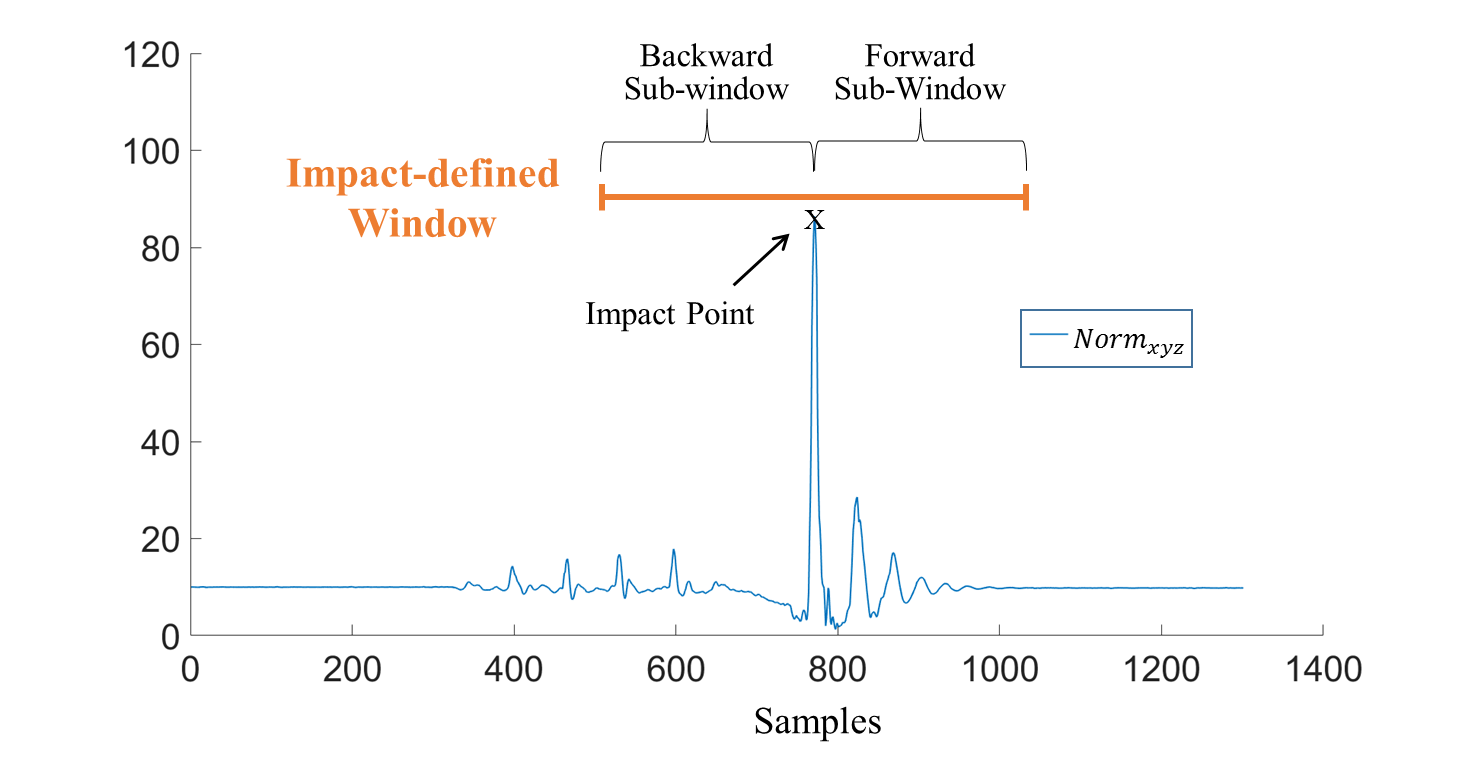 Backward
Sub-window
Forward
Sub-Window
Impact-defined
Window
X
Impact Point
Norm_xyz
120
100
80
60
40
20
0
0 200 400 600 800 1000 1200 1400
Samples